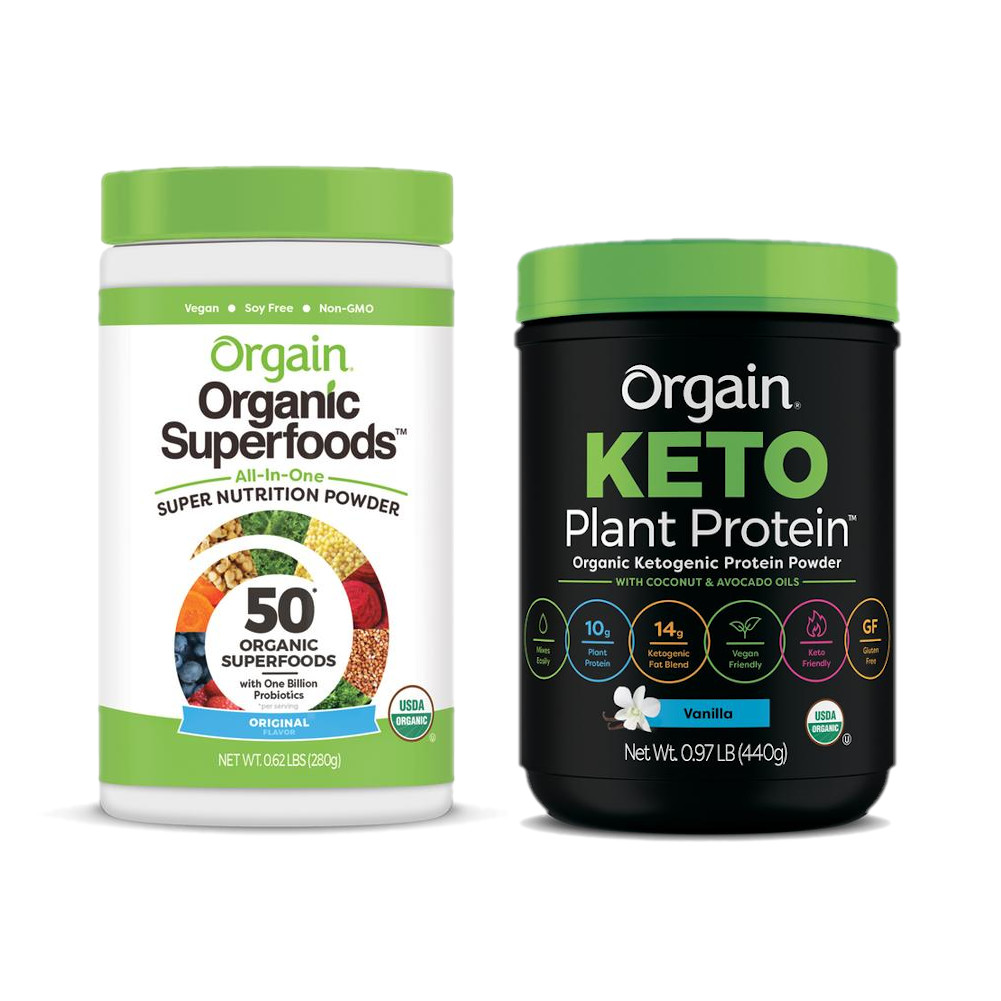 Vegan • Soy Free • Non-GMO
Orgain®
Organic
Superfoods™
All-In-One
SUPER NUTRITION POWDER
50*
ORGANIC
SUPERFOODS
with One Billion
Probiotics
*per serving
ORIGINAL
FLAVOR
USDA
ORGANIC
NET WT. 0.62 LBS (280g)
Orgain®
KETO
Plant Protein™
Organic Ketogenic Protein Powder
WITH COCONUT & AVOCADO OILS
Mixes
Easily
10g
Plant
Protein
14g
Ketogenic
Fat Blend
Vegan
Friendly
Keto
Friendly
GF
Gluten
Free
Vanilla
USDA
ORGANIC
U
Net Wt. 0.97 LB (440g)